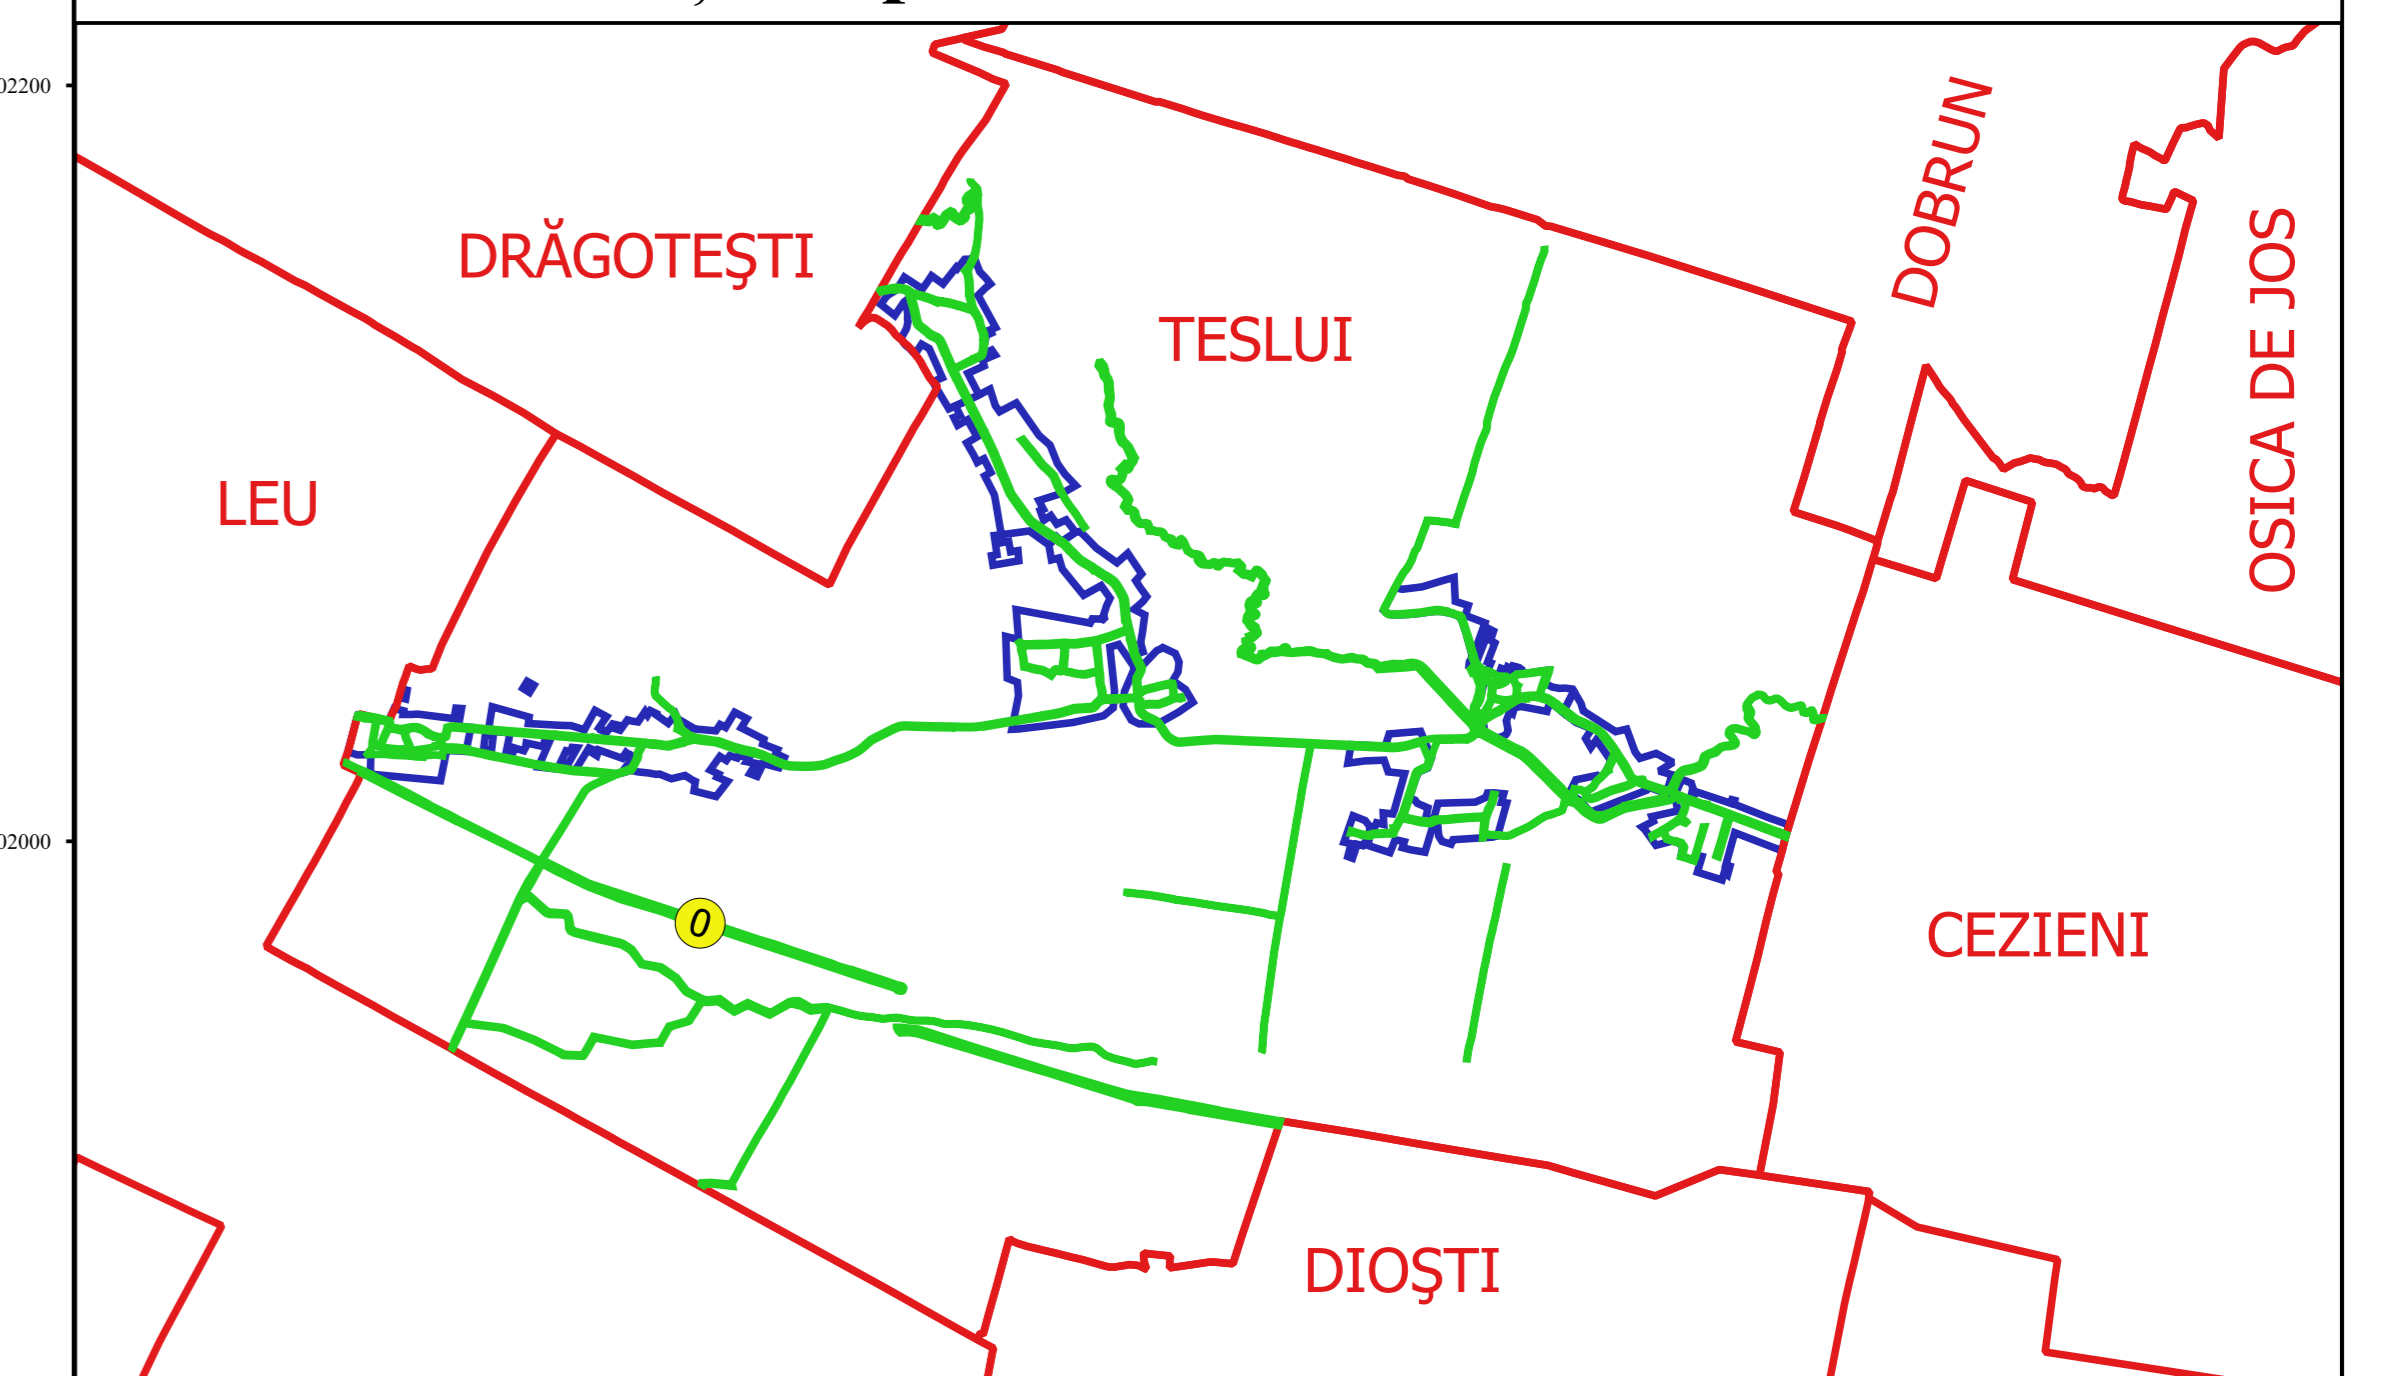 02200
DOBRUN
OSICA DE JOS
DRĂGOTEŞTI
TESLUI
LEU
02000
0
CEZIENI
DIOŞTI